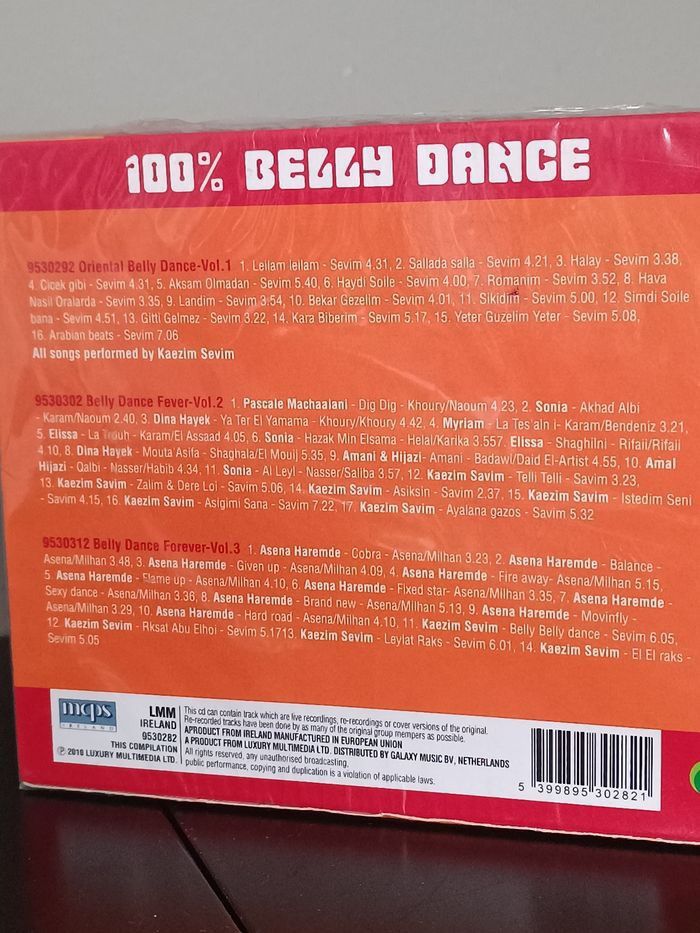 100% BELLY DANCE
9530292 Oriental Belly Dance-Vol.1 1. Leilam leilam - Sevim 4.31, 2. Sallada salla - Sevim 4.21, 3. Halay - Sevim 3.38,
4. Cicek gibi - Sevim 4.31, 5. Aksam Olmadan - Sevim 5.40, 6. Haydi Solle - Sevim 4.00, 7. Romanim - Sevim 3.52, 8. Hava
Nasil Oralarda - Sevim 3.35, 9. Landim - Sevim 3.54, 10. Bekar Gezelim - Sevim 4.01, 11. Sikidim - Sevim 5.00, 12. Simdi Soile
bana - Sevim 4.51, 13. Gitti Gelmez - Sevim 3.22, 14. Kara Biberim - Sevim 5.17, 15. Yeter Guzelim Yeter - Sevim 5.08,
16. Arabian beats - Sevim 7.06
All songs performed by Kaezim Sevim
9530302 Belly Dance Fever-Vol.2 1. Pascale Machaalani - Dig Dig - Khoury/Naoum 4.23, 2. Sonia - Akhad Albi
- Karam/Naoum 2.40, 3. Dina Hayek - Ya Ter El Yamama - Khoury/Khoury 4.42, 4. Myriam - La Tes'aln i- Karam/Bendeniz 3.21,
5. Elissa - La Trouh - Karam/El Assaad 4.05, 6. Sonia - Hazak Min Elsama - Helal/Karika 3.557. Elissa - Shaghilni - Rifaii/Rifaii
4.10, 8. Dina Hayek - Mouta'Asifa - Shaghala/El Mouji 5.35, 9. Amani & Hijazi- Amani - Badawi/Daid El-Artist 4.55, 10. Amal
Hijazi - Qalbi - Nasser/Habib 4.34, 11. Sonia - Al Leyl - Nasser/Saliba 3.57, 12. Kaezim Savim - Telli Telli - Savim 3.23,
13. Kaezim Savim - Zalim & Dere Loi - Savim 5.06, 14. Kaezim Savim - Asiksin - Savim 2.37, 15. Kaezim Savim - Istedim Seni
- Savim 4.15, 16. Kaezim Savim - Asigimi Sana - Savim 7.22, 17. Kaezim Savim - Ayalana gazos - Savim 5.32
9530312 Belly Dance Forever-Vol.3 1. Asena Haremde - Cobra - Asena/Milhan 3.23, 2. Asena Haremde - Balance -
Asena/Milhan 3.48, 3. Asena Haremde - Given up - Asena/Milhan 4.09, 4. Asena Haremde - Fire away- Asena/Milhan 5.15,
5. Asena Haremde - Flame up - Asena/Milhan 4.10, 6. Asena Haremde - Fixed star- Asena/Milhan 3.35, 7. Asena Haremde -
Sexy dance - Asena/Milhan 3.36, 8. Asena Haremde - Brand new - Asena/Milhan 5.13, 9. Asena Haremde - Movinfly -
Asena/Milhan 3.29, 10. Asena Haremde - Hard road - Asena/Milhan 4.10, 11. Kaezim Sevim - Belly Belly dance - Sevim 6.05,
12. Kaezim Sevim - Rksat Abu Elhoi - Sevim 5.1713. Kaezim Sevim - Leylat Raks - Sevim 6.01, 14. Kaezim Sevim - El El raks -
Sevim 5.05
mcps
IRELAND
LMM
IRELAND
9530282
THIS COMPILATION
℗ 2010 LUXURY MULTIMEDIA LTD.
This cd can contain track which are live recordings, re-recordings or cover versions of the original.
Re-recorded tracks have been done by as many of the original group members as possible.
APRODUCT FROM IRELAND MANUFACTURED IN EUROPEAN UNION
A PRODUCT FROM LUXURY MULTIMEDIA LTD. DISTRIBUTED BY GALAXY MUSIC BV, NETHERLANDS
All rights reserved, any unauthorised broadcasting,
public performance, copying and duplication is a violation of applicable laws.
5 399895 302821